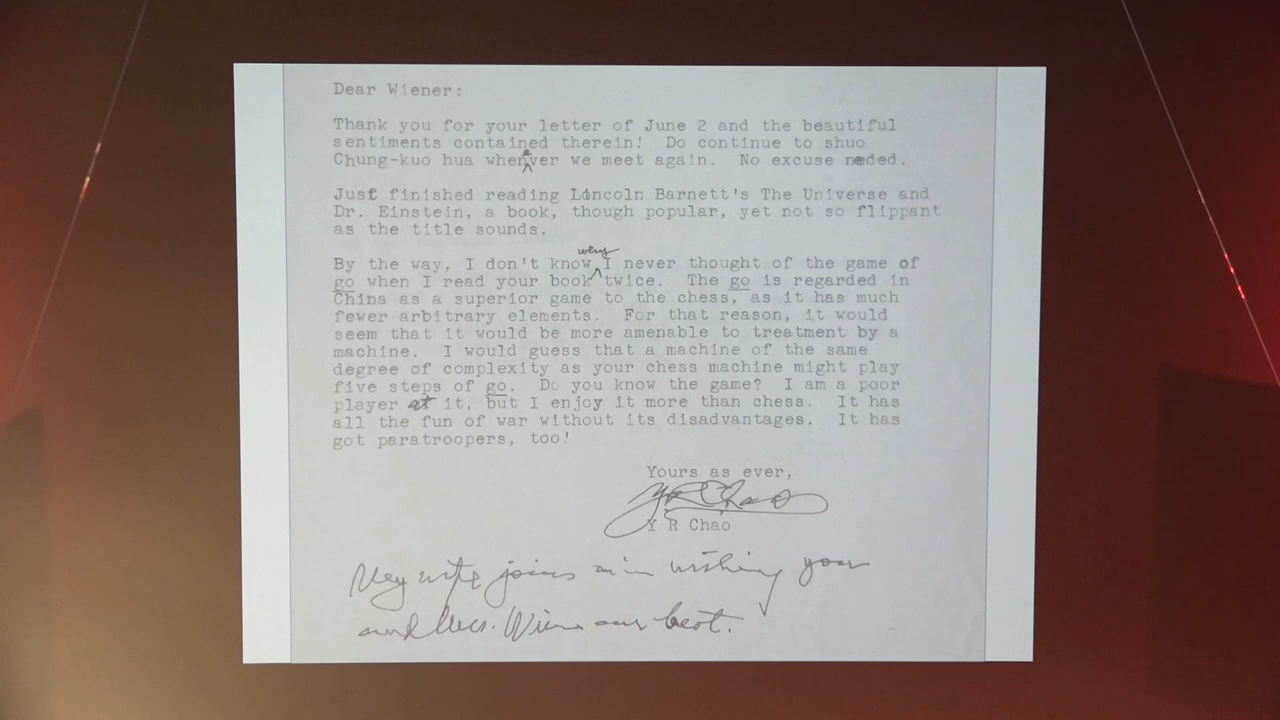 Dear Wiener:
Thank you for your letter of June 2 and the beautiful
sentiments contained therein! Do continue to shuo
Chung-kuo hua whenever we meet again. No excuse needed.
Just finished reading Lincoln Barnett's The Universe and
Dr. Einstein, a book, though popular, yet not so flippant
as the title sounds.
By the way, I don't know why I never thought of the game of
go when I read your book twice. The go is regarded in
China as a superior game to the chess, as it has much
fewer arbitrary elements. For that reason, it would
seem that it would be more amenable to treatment by a
machine. I would guess that a machine of the same
degree of complexity as your chess machine might play
five steps of go. Do you know the game? I am a poor
player at it, but I enjoy it more than chess. It has
all the fun of war without its disadvantages. It has
got paratroopers, too!
Yours as ever,
Y R Chao
Y R Chao
My wife joins me in wishing you
and Mrs. Wiener our best.